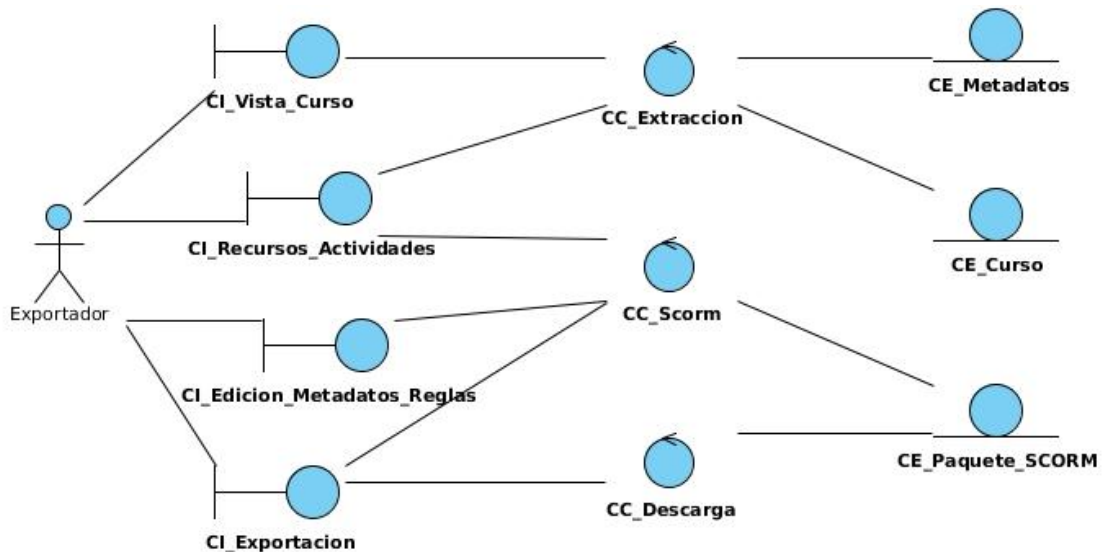 CI_Vista_Curso
CC_Extraccion
CE_Metadatos
CI_Recursos_Actividades
CE_Curso
Exportador
CC_Scorm
CI_Edicion_Metadatos_Reglas
CE_Paquete_SCORM
CC_Descarga
CI_Exportacion